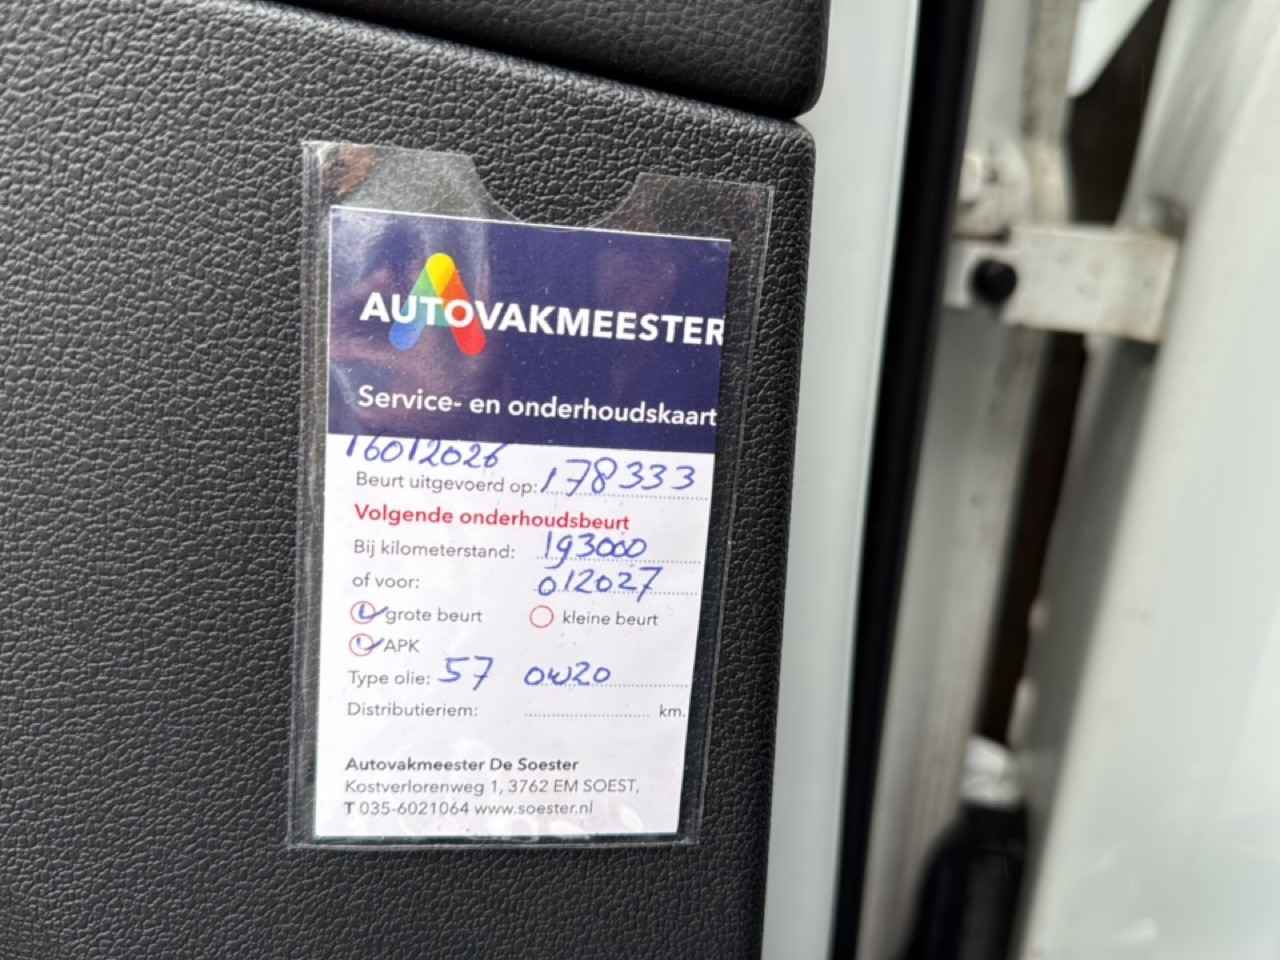 AUTOVAKMEESTER
Service- en onderhoudskaart
16012026
Beurt uitgevoerd op: 178333
Volgende onderhoudsbeurt
Bij kilometerstand: 193000
of voor: 012027
grote beurt kleine beurt
APK
Type olie: 57 0W20
Distributieriem: km.
Autovakmeester De Soester
Kostverlorenweg 1, 3762 EM SOEST,
T 035-6021064 www.soester.nl